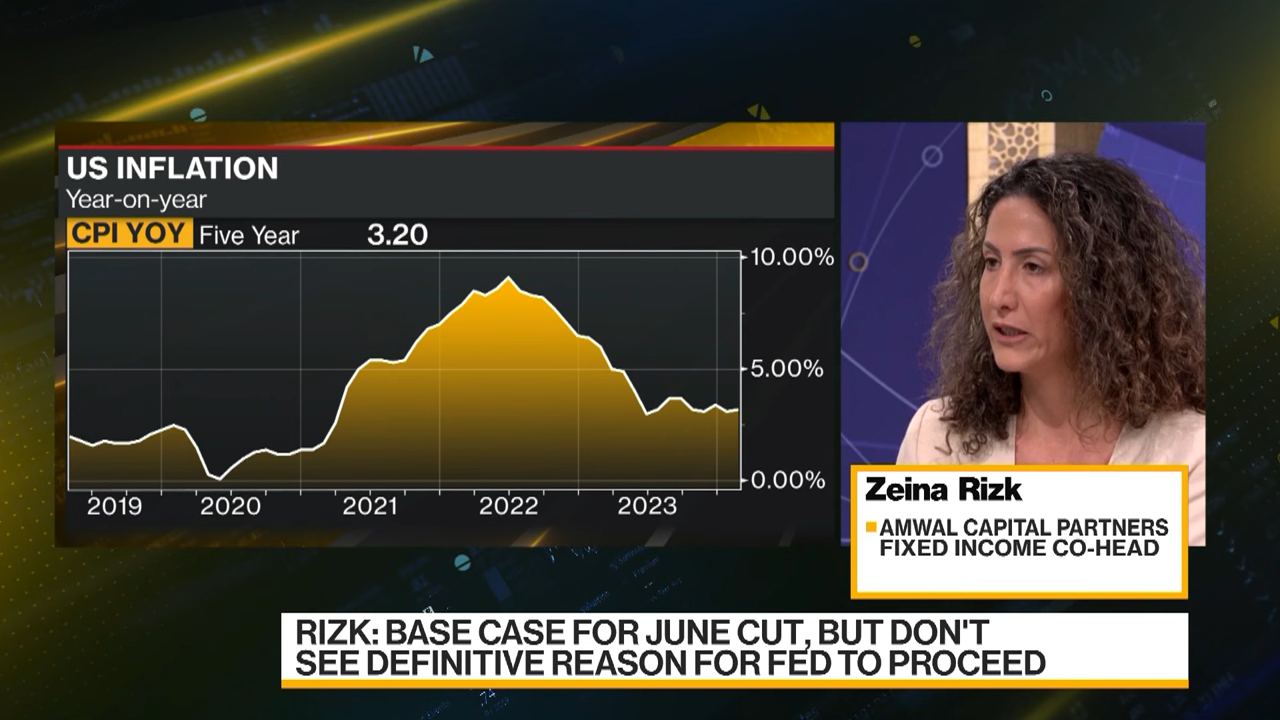 US INFLATION
Year-on-year
CPI YOY Five Year 3.20
10.00%
5.00%
0.00%
2019 2020 2021 2022 2023
Zeina Rizk
AMWAL CAPITAL PARTNERS
FIXED INCOME CO-HEAD
RIZK: BASE CASE FOR JUNE CUT, BUT DON'T
SEE DEFINITIVE REASON FOR FED TO PROCEED